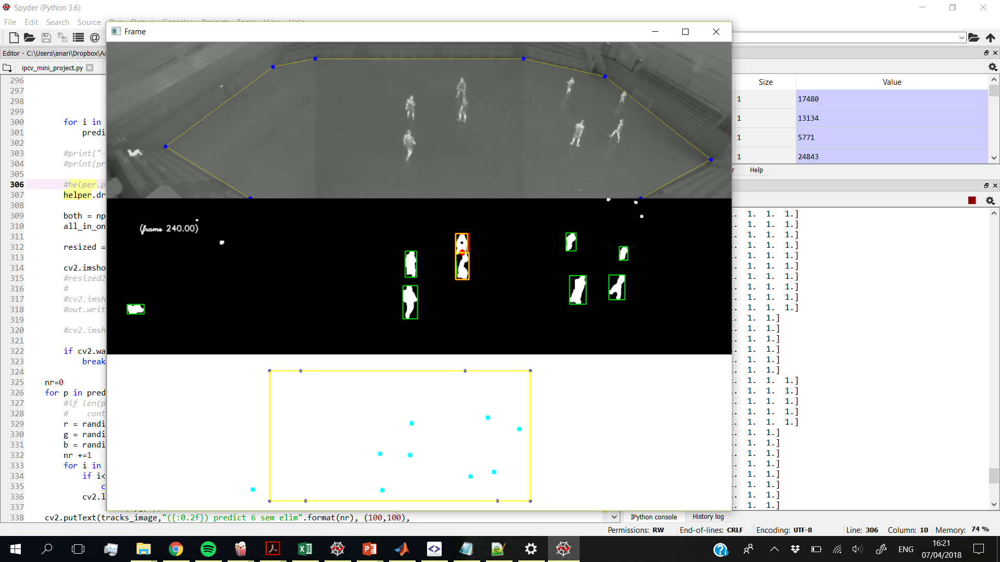 Spyder (Python 3.6)
File Edit Search Source Run Debug Consoles Projects Tools View Help
Frame
Editor - C:\Users\anari\Dropbox\A
ipcv_mini_project.py
296
297
298
299
300 for i in
301 predi
302
303 #print("-
304 #print(pr
305
306 #helper.p
307 helper.dr
308
309 both = np
310 all_in_on
311
312 resized =
313
314 cv2.imsho
315 #resized2
316 #
317 #cv2.imsh
318 #out.writ
319
320 #cv2.imsh
321
322 if cv2.wa
323 break
324
325 nr=0
326 for p in pred
327 #if len(p
328 # cont
329 r = randi
330 g = randi
331 b = randi
332 nr +=1
333 for i in
334 if i<
335 c
336 cv2.l
337
338 cv2.putText(tracks_image,"({:0.2f}) predict 6 sem elim".format(nr), (100,100),
(frame 240.00)
Size Value
1 17480
1 13134
1 5771
1 24843
r Help
. 1. 1. 1.]
. 1. 1. 1.]
. 1. 1. 1.]
. 1. 1. 1.]
. 1. 1. 1.]
. 1. 1. 1.]
. 1. 1. 1.]
. 1. 1. 1.]
. 1. 1. 1.]
. 1. 1. 1.]
. 1. 1.]
. 1. 1.]
. 1. 1.]
. 1. 1.]
. 1. 1.]
. 1. 1.]
. 1. 1. 1.]
. 1. 1. 1.]
. 1. 1. 1.]
. 1. 1. 1.]
. 1. 1. 1.]
. 1. 1.]
. 1. 1.]
. 1. 1.]
. 1. 1.]
. 1. 1.]
. 1. 1.]
. 1. 1.]
. 1. 1.]
IPython console History log
Permissions: RW End-of-lines: CRLF Encoding: UTF-8 Line: 306 Column: 10 Memory: 74 %
ENG
16:21
07/04/2018